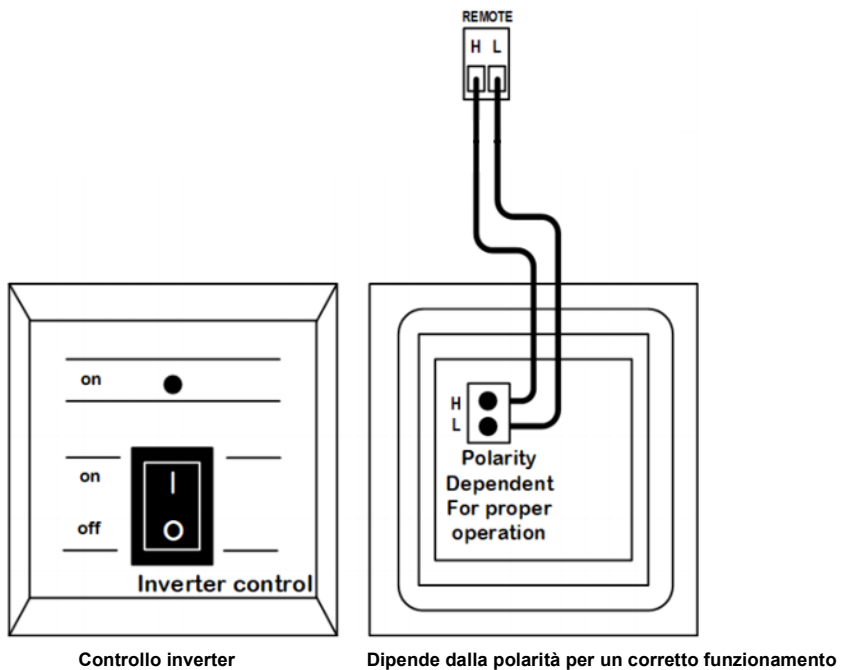 REMOTE
H L
on
on
off
Inverter control
H
L
Polarity
Dependent
For proper
operation
Controllo inverter
Dipende dalla polarità per un corretto funzionamento